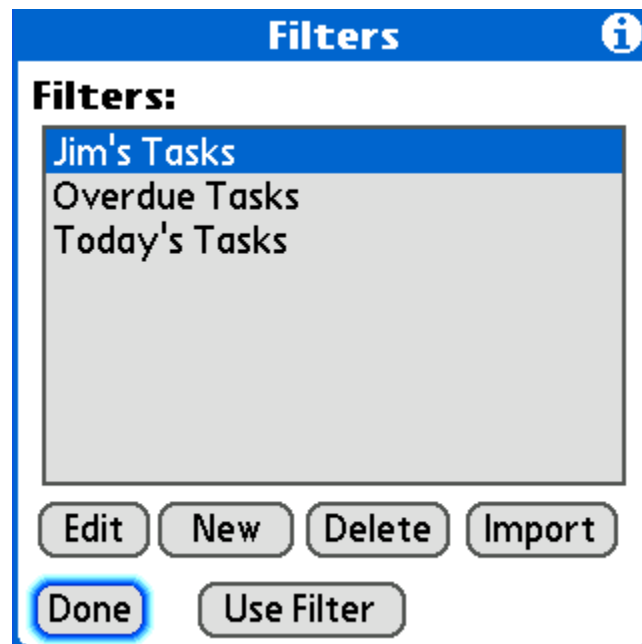 Filters
Filters:
Jim's Tasks
Overdue Tasks
Today's Tasks
Edit New Delete Import
Done Use Filter